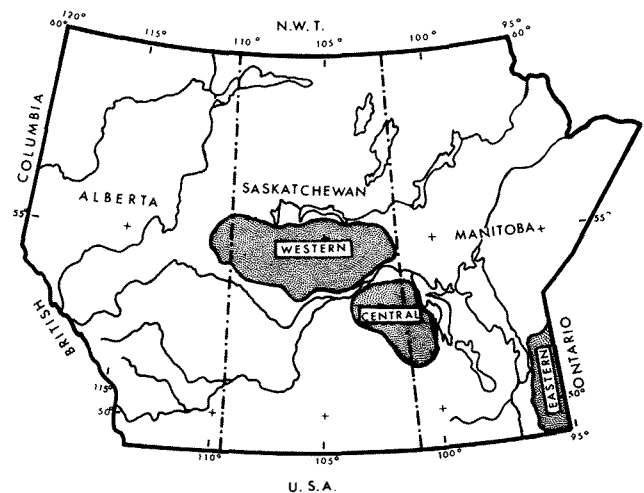 120°
60°
115°
110°
N.W.T.
105°
100°
95°
60°
COLUMBIA
ALBERTA
SASKATCHEWAN
MANITOBA
55°
55°
WESTERN
CENTRAL
BRITISH
EASTERN
ONTARIO
115°
50°
50°
110°
105°
100°
95°
U.S.A.